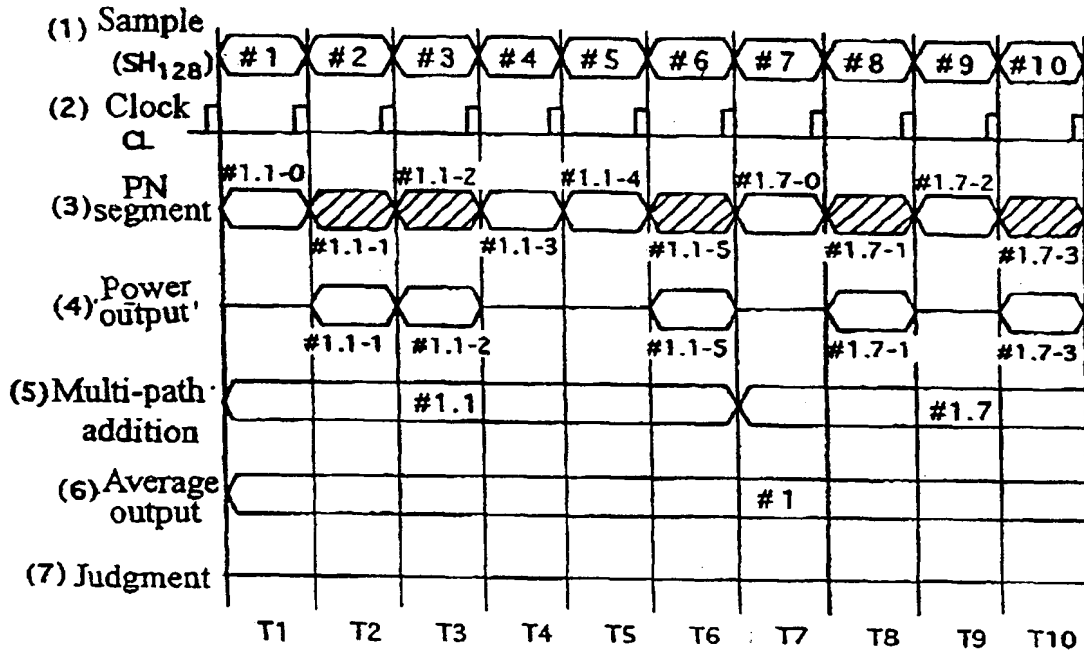 (1) Sample
(SH128) #1 #2 #3 #4 #5 #6 #7 #8 #9 #10
(2) Clock
CL
#1.1-0 #1.1-2 #1.1-4 #1.7-0 #1.7-2
PN
(3) segment
#1.1-1 #1.1-3 #1.1-5 #1.7-1 #1.7-3
(4) Power
output
#1.1-1 #1.1-2 #1.1-5 #1.7-1 #1.7-3
(5) Multi-path
addition #1.1 #1.7
(6) Average
output #1
(7) Judgment
T1 T2 T3 T4 T5 T6 T7 T8 T9 T10